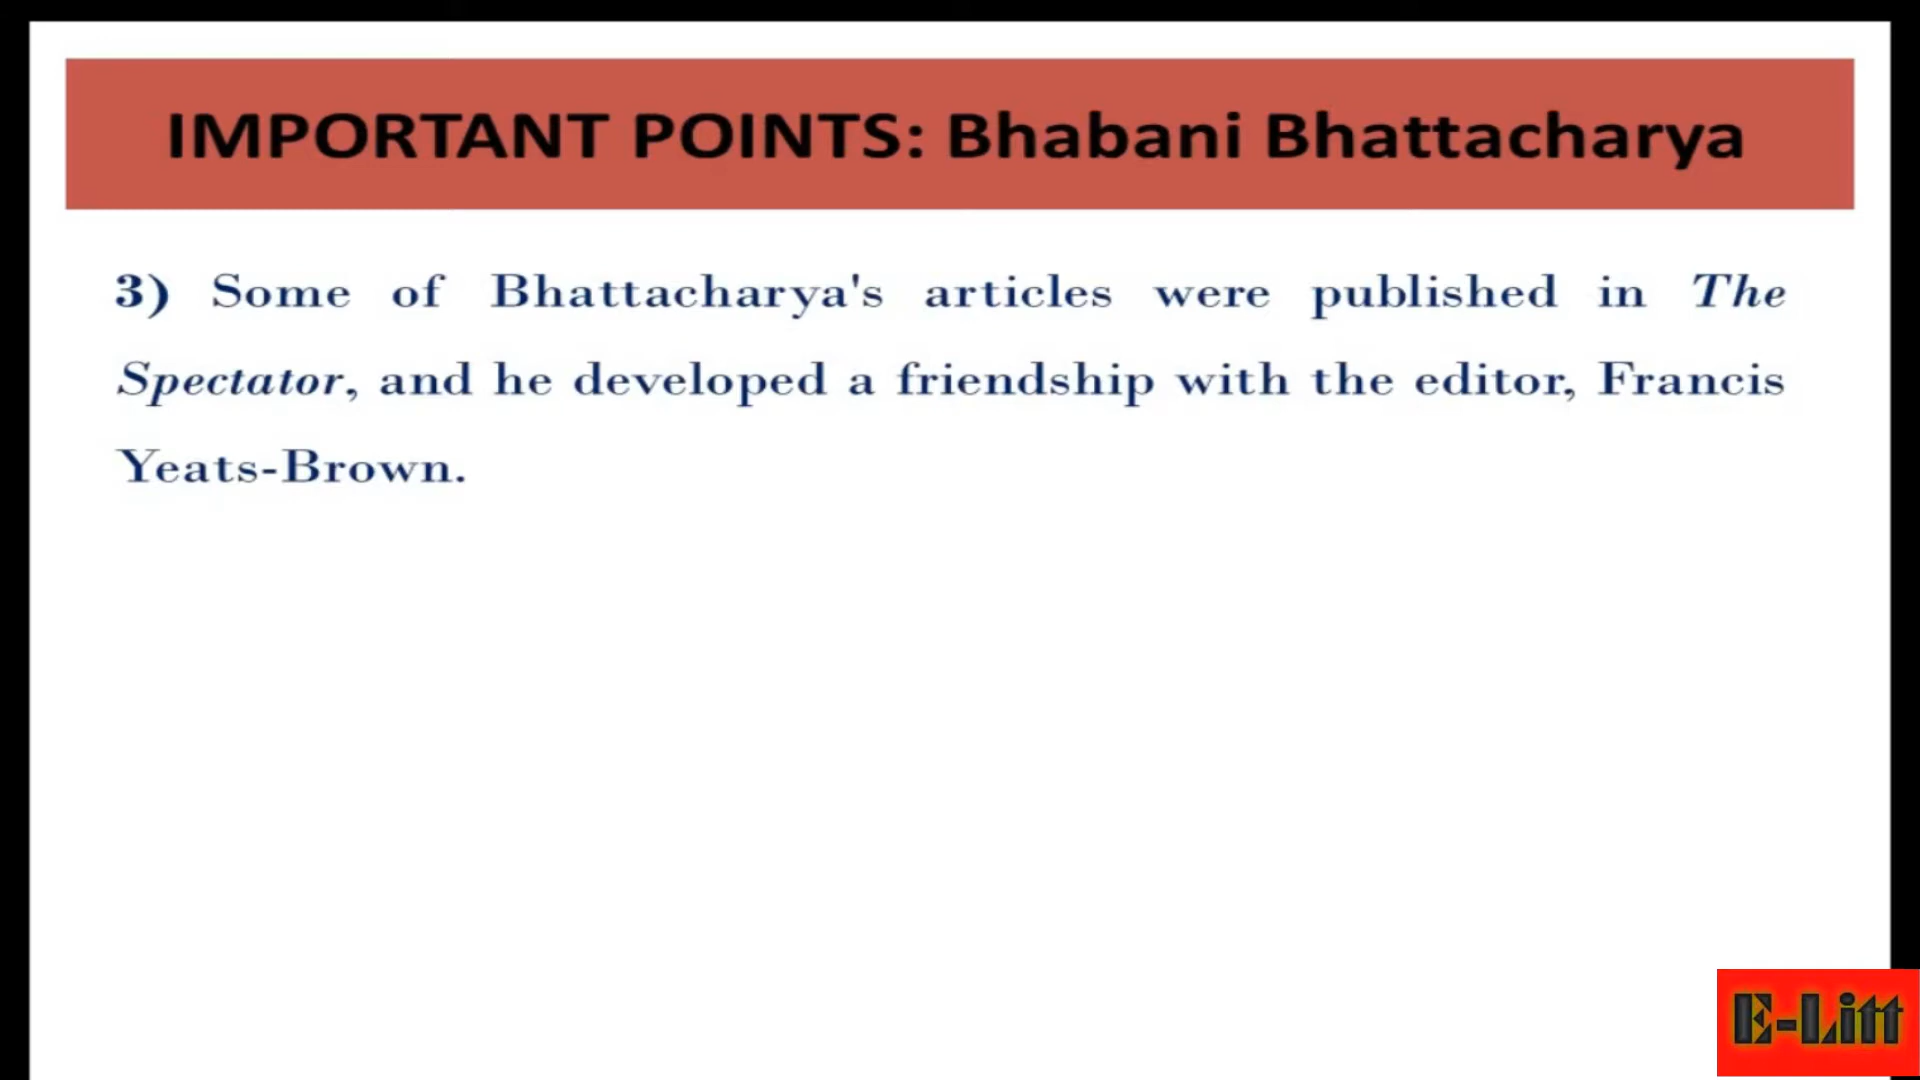 IMPORTANT POINTS: Bhabani Bhattacharya
3) Some of Bhattacharya's articles were published in The
Spectator, and he developed a friendship with the editor, Francis
Yeats-Brown.
E-Litt